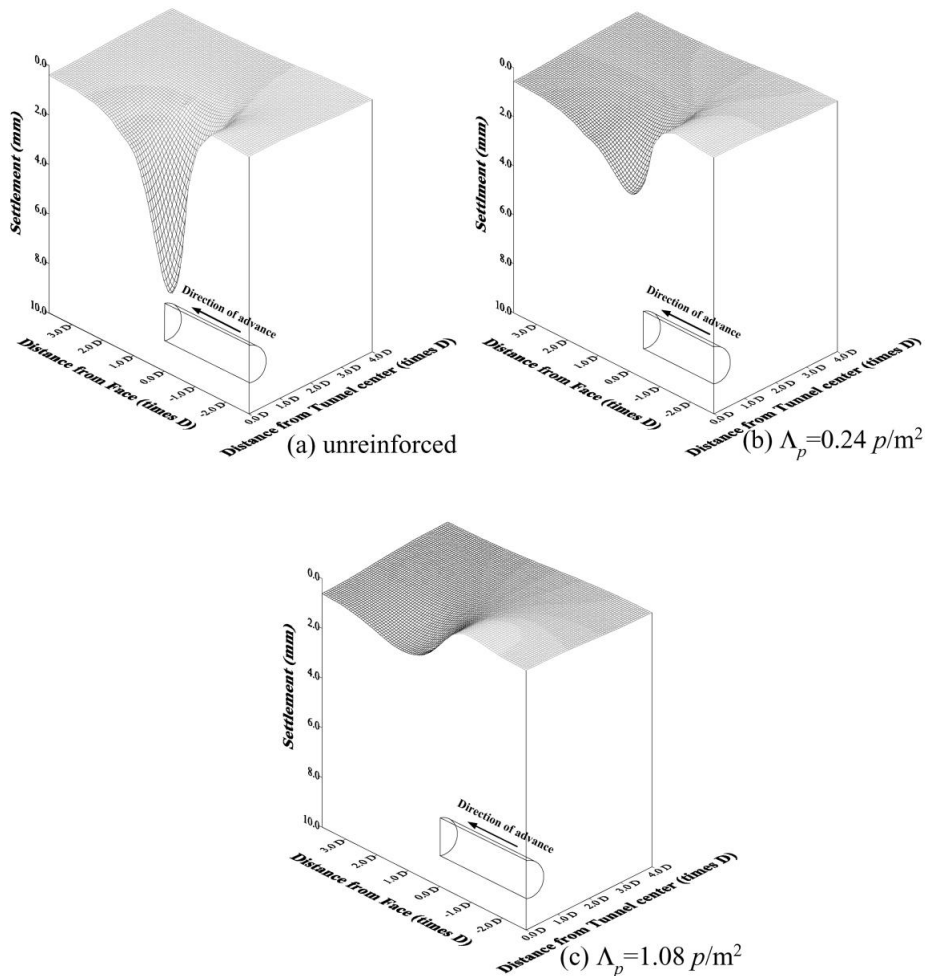 0.0
2.0
4.0
6.0
8.0
10.0
Settlement (mm)
3.0 D
2.0 D
1.0 D
0.0 D
-1.0 D
-2.0 D
Distance from Face (times D)
Direction of advance
0.0 D
1.0 D
2.0 D
3.0 D
4.0 D
Distance from Tunnel center (times D)
(a) unreinforced
0.0
2.0
4.0
6.0
8.0
10.0
Settlment (mm)
3.0 D
2.0 D
1.0 D
0.0 D
-1.0 D
-2.0 D
Distance from Face (times D)
Direction of advance
0.0 D
1.0 D
2.0 D
3.0 D
4.0 D
Distance from Tunnel center (times D)
(b) Λp=0.24 p/m²
0.0
2.0
4.0
6.0
8.0
10.0
Settlement (mm)
3.0 D
2.0 D
1.0 D
0.0 D
-1.0 D
-2.0 D
Distance from Face (times D)
Direction of advance
0.0 D
1.0 D
2.0 D
3.0 D
4.0 D
Distance from Tunnel center (times D)
(c) Λp=1.08 p/m²